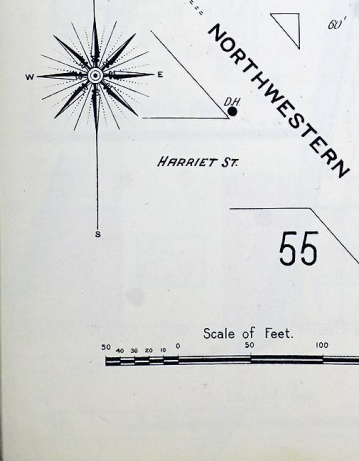 60'
NORTHWESTERN
W E
D.H.
HARRIET ST.
S
55
Scale of Feet.
50 40 30 20 10 0 50 100